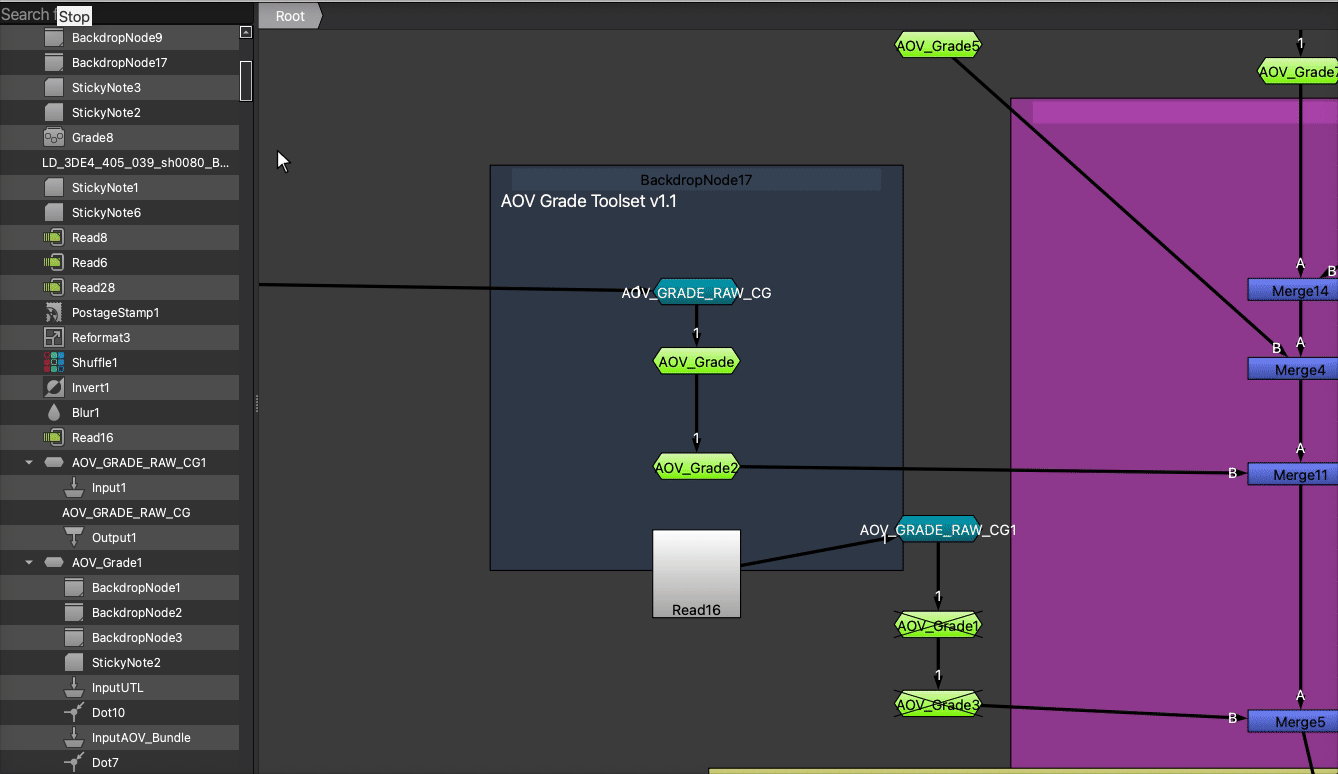 Search f
Stop
BackdropNode9
BackdropNode17
StickyNote3
StickyNote2
Grade8
LD_3DE4_405_039_sh0080_B...
StickyNote1
StickyNote6
Read8
Read6
Read28
PostageStamp1
Reformat3
Shuffle1
Invert1
Blur1
Read16
AOV_GRADE_RAW_CG1
Input1
AOV_GRADE_RAW_CG
Output1
AOV_Grade1
BackdropNode1
BackdropNode2
BackdropNode3
StickyNote2
InputUTL
Dot10
InputAOV_Bundle
Dot7
Root
AOV_Grade5
1
AOV_Grade7
BackdropNode17
AOV Grade Toolset v1.1
1
AOV_GRADE_RAW_CG
1
AOV_Grade
1
AOV_Grade2
Read16
1
AOV_GRADE_RAW_CG1
1
AOV_Grade1
1
AOV_Grade3
A
B
Merge14
B
A
Merge4
A
B
Merge11
A
B
Merge5